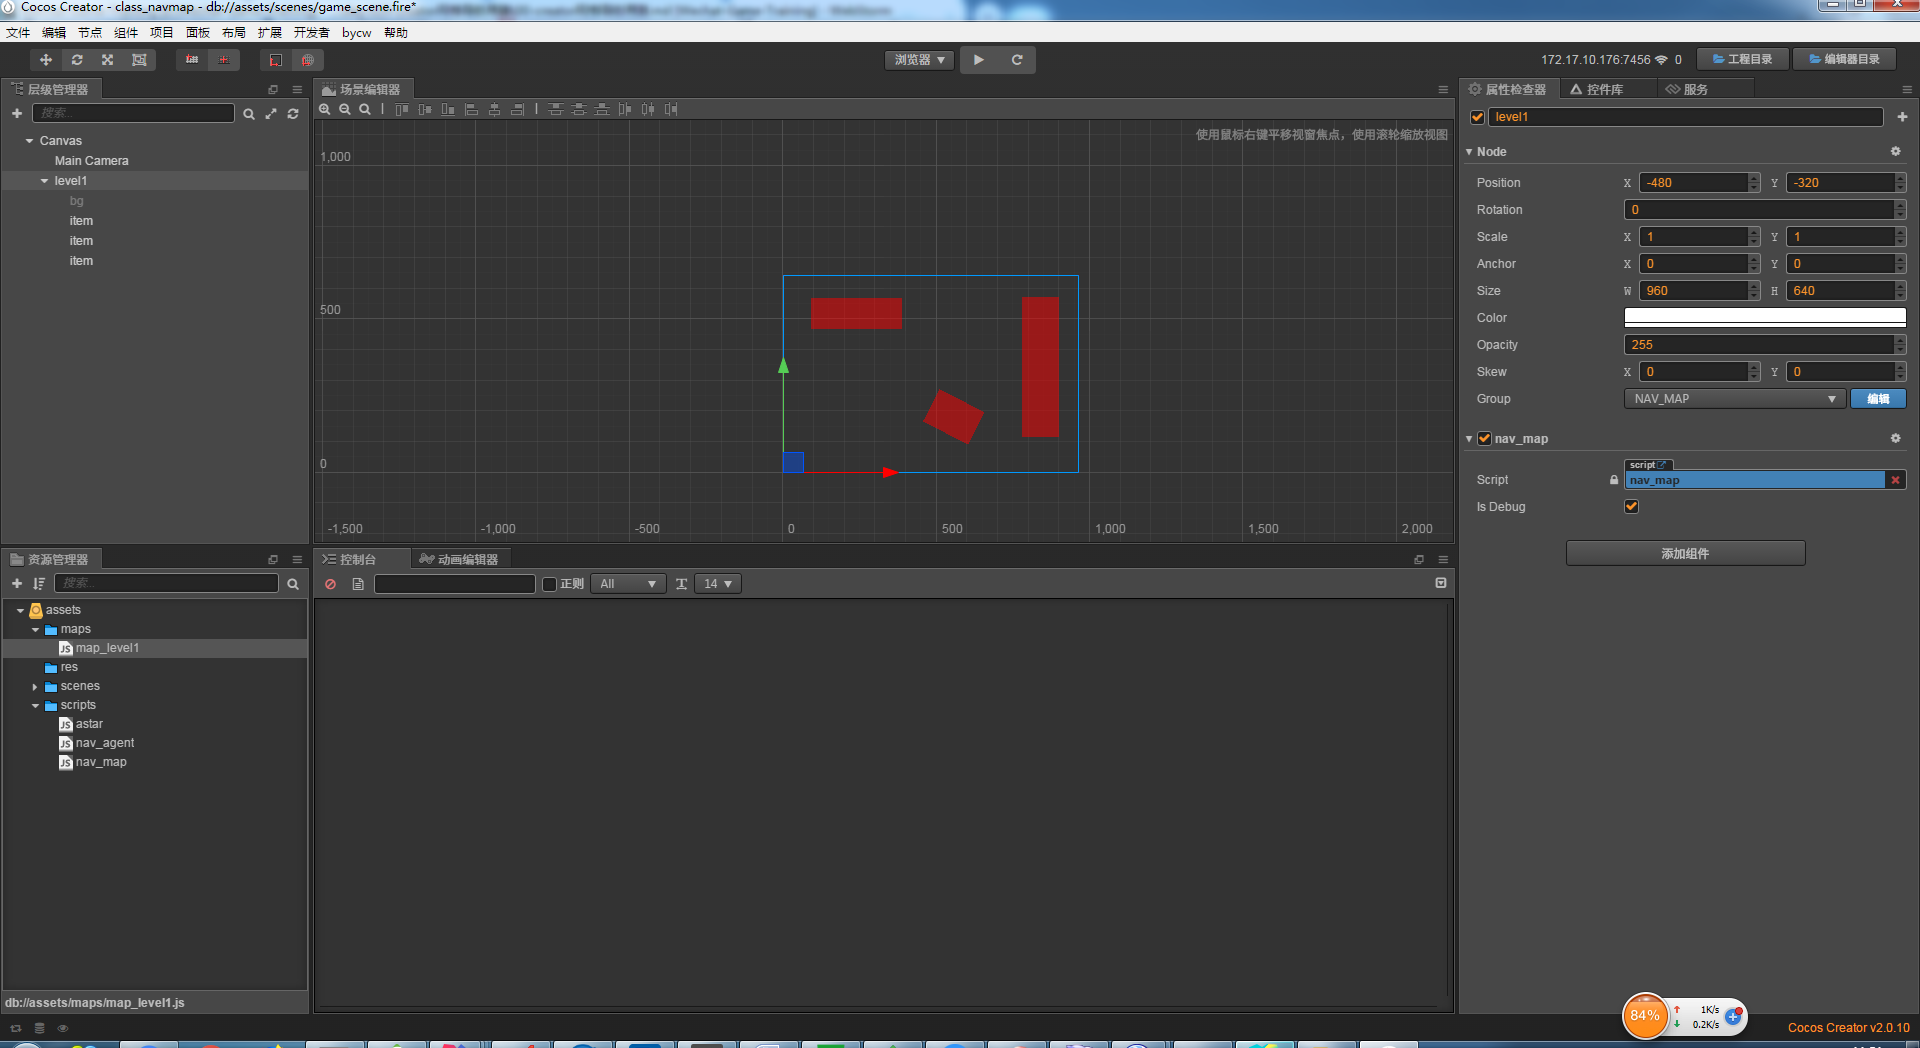 Cocos Creator - class_navmap - db://assets/scenes/game_scene.fire*
文件 编辑 节点 组件 项目 面板 布局 扩展 开发者 bycw 帮助
浏览器
172.17.10.176:7456 0 工程目录 编辑器目录
层级管理器
搜索...
Canvas
Main Camera
level1
bg
item
item
item
场景编辑器
使用鼠标右键平移视窗焦点，使用滚轮缩放视图
1,000
500
0
-1,500 -1,000 -500 0 500 1,000 1,500 2,000
资源管理器
搜索...
assets
maps
JS map_level1
res
scenes
scripts
JS astar
JS nav_agent
JS nav_map
db://assets/maps/map_level1.js
控制台 动画编辑器
正则 All 14
属性检查器 控件库 服务
level1
Node
Position X -480 Y -320
Rotation 0
Scale X 1 Y 1
Anchor X 0 Y 0
Size W 960 H 640
Color
Opacity 255
Skew X 0 Y 0
Group NAV_MAP 编辑
nav_map
script
Script nav_map
Is Debug
添加组件
84% 1K/s
0.2K/s
Cocos Creator v2.0.10